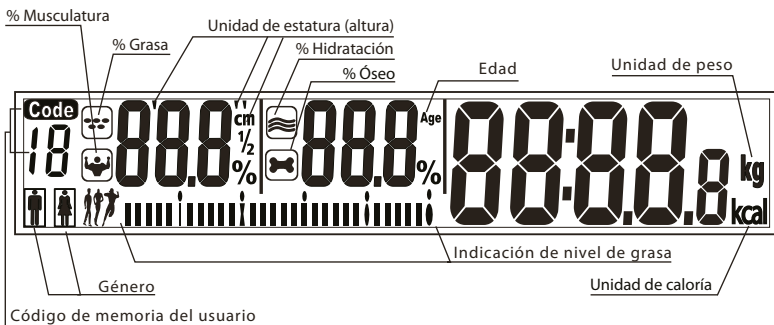 % Musculatura
% Grasa
Unidad de estatura (altura)
% Hidratación
% Óseo
Edad
Unidad de peso
Code
18
88.8
cm
1/2
%
88.8
Age
%
88:88.8
kg
kcal
Indicación de nivel de grasa
Género
Unidad de caloría
Código de memoria del usuario